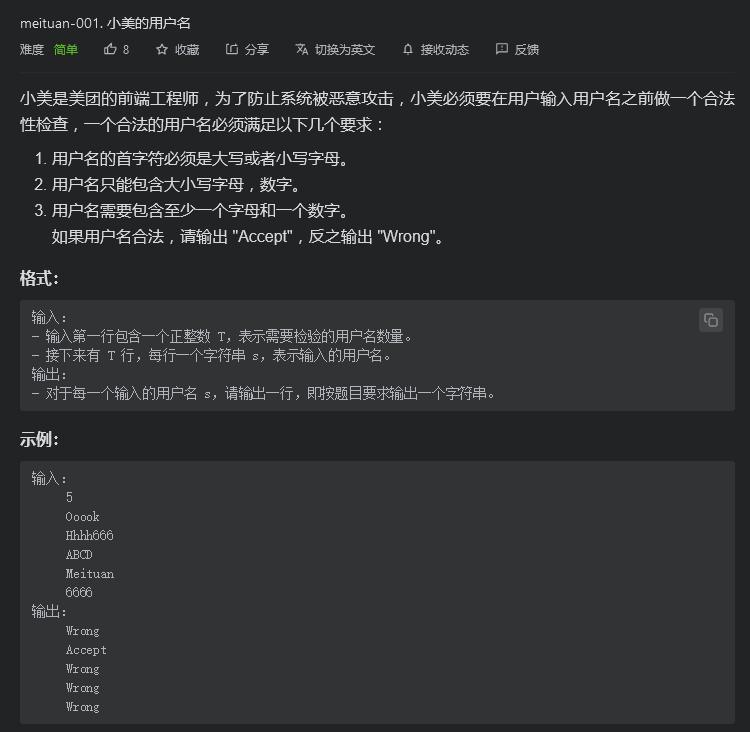 meituan-001. 小美的用户名
难度 简单 8 收藏 分享 切换为英文 接收动态 反馈
小美是美团的前端工程师，为了防止系统被恶意攻击，小美必须要在用户输入用户名之前做一个合法
性检查，一个合法的用户名必须满足以下几个要求：
1. 用户名的首字符必须是大写或者小写字母。
2. 用户名只能包含大小写字母，数字。
3. 用户名需要包含至少一个字母和一个数字。
如果用户名合法，请输出 "Accept"，反之输出 "Wrong"。
格式：
输入：
- 输入第一行包含一个正整数 T，表示需要检验的用户名数量。
- 接下来有 T 行，每行一个字符串 s，表示输入的用户名。
输出：
- 对于每一个输入的用户名 s，请输出一行，即按题目要求输出一个字符串。
示例：
输入：
5
Ooook
Hhhh666
ABCD
Meituan
6666
输出：
Wrong
Accept
Wrong
Wrong
Wrong